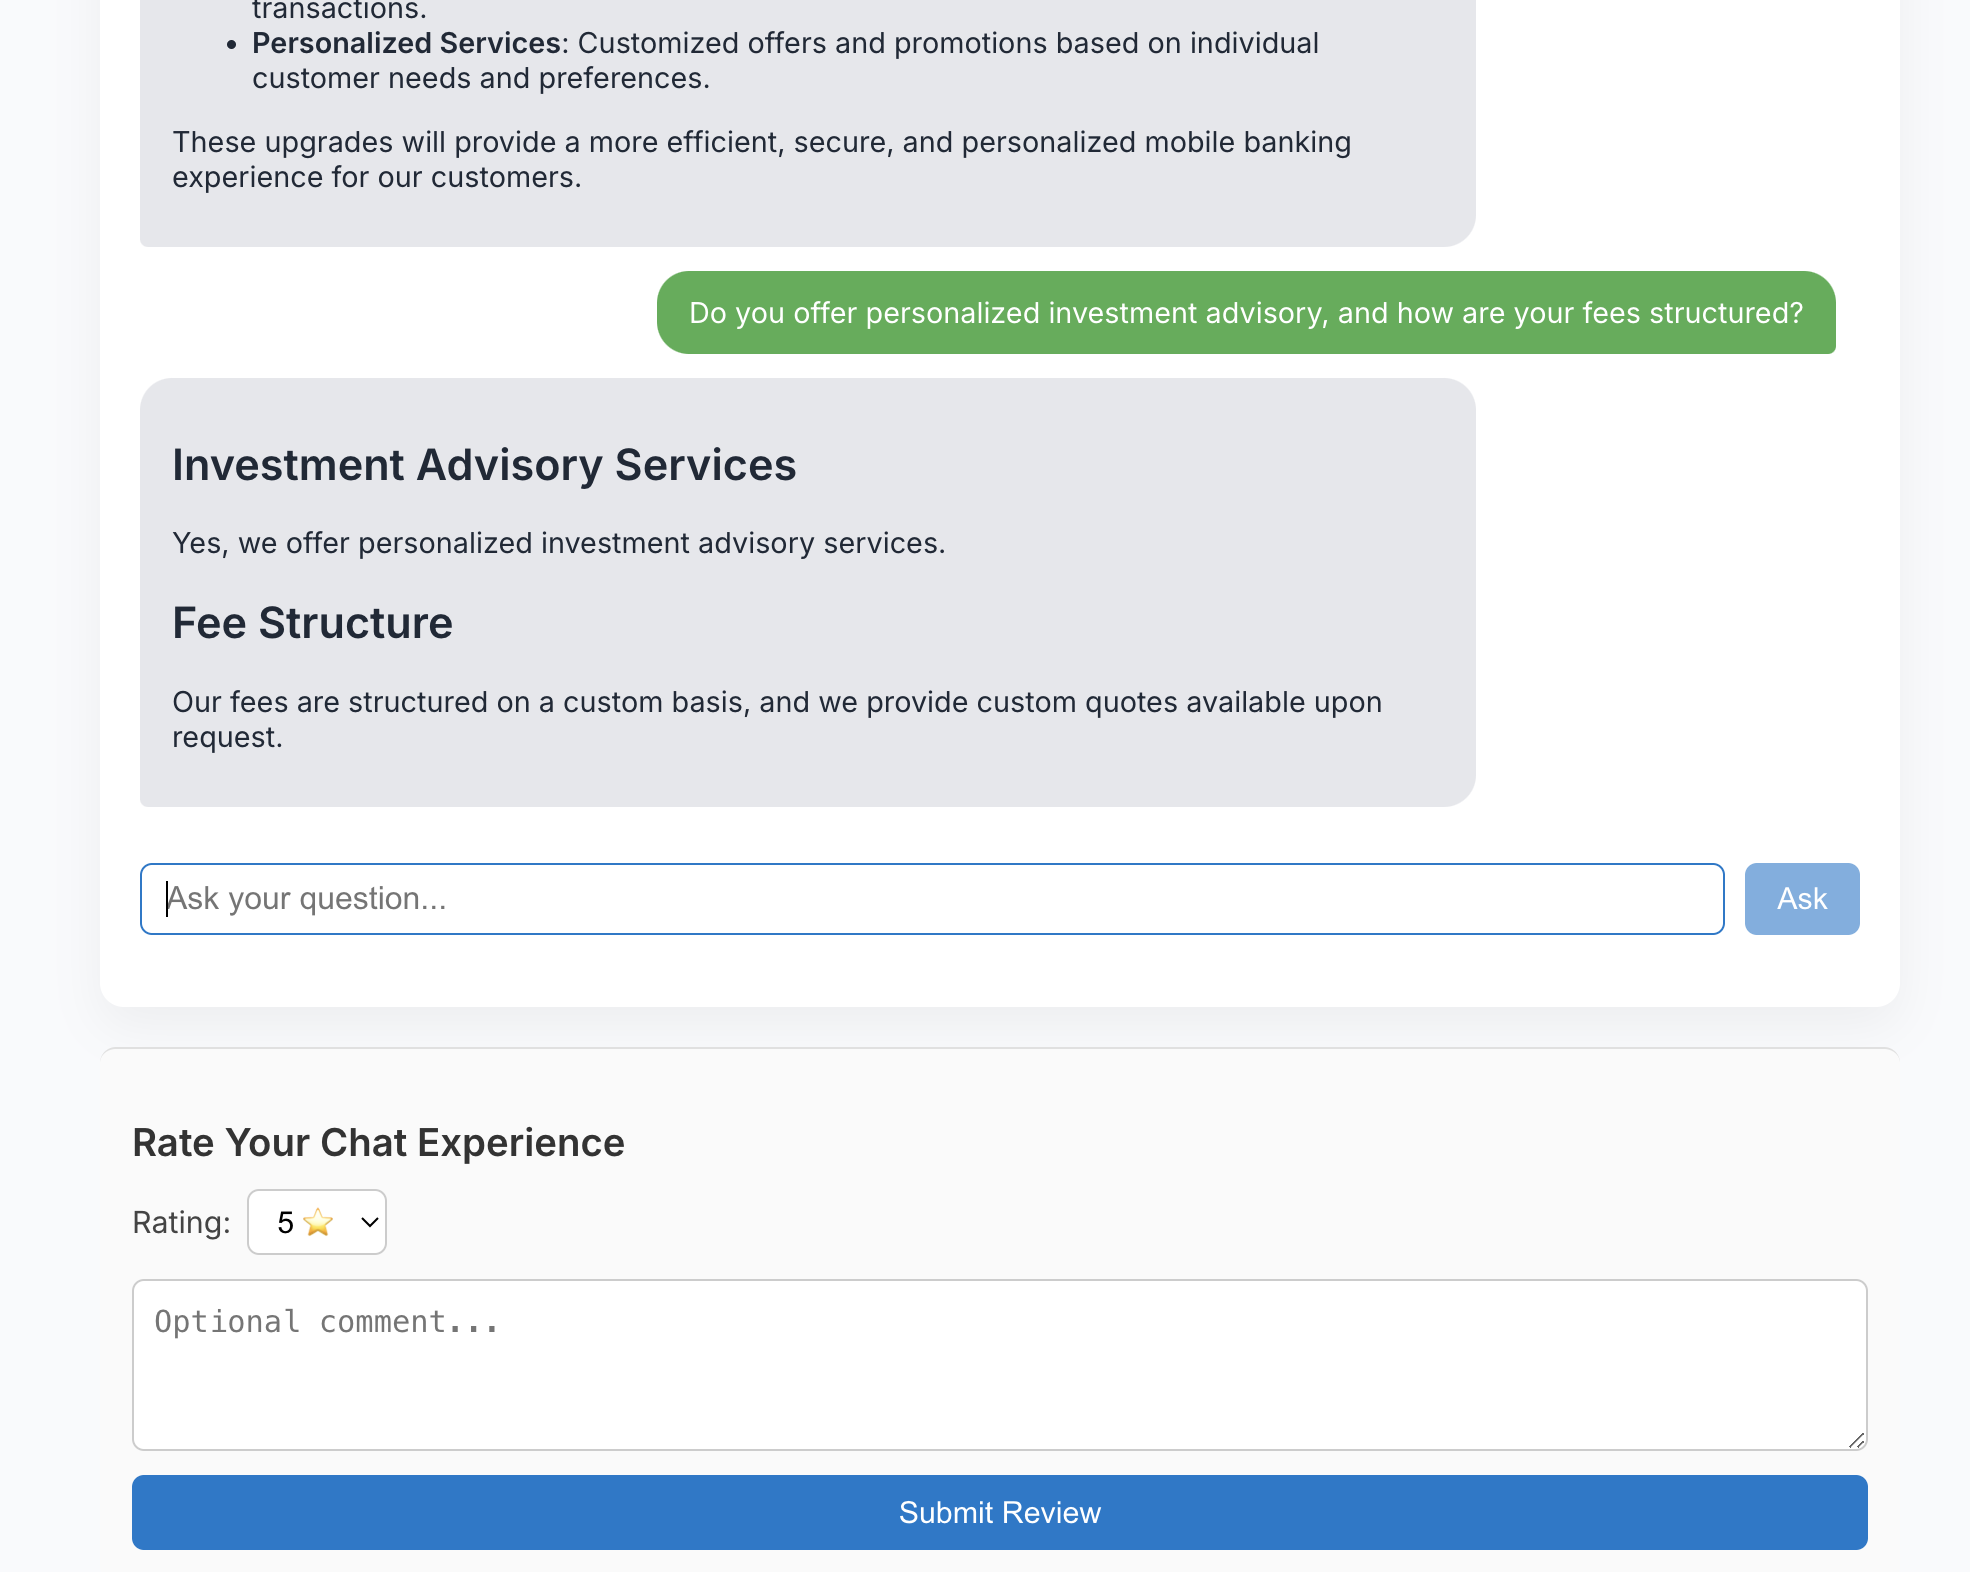 transactions.
• Personalized Services: Customized offers and promotions based on individual
customer needs and preferences.
These upgrades will provide a more efficient, secure, and personalized mobile banking
experience for our customers.
Do you offer personalized investment advisory, and how are your fees structured?
Investment Advisory Services
Yes, we offer personalized investment advisory services.
Fee Structure
Our fees are structured on a custom basis, and we provide custom quotes available upon
request.
Ask your question...
Ask
Rate Your Chat Experience
Rating: 5 ⭐
Optional comment...
Submit Review